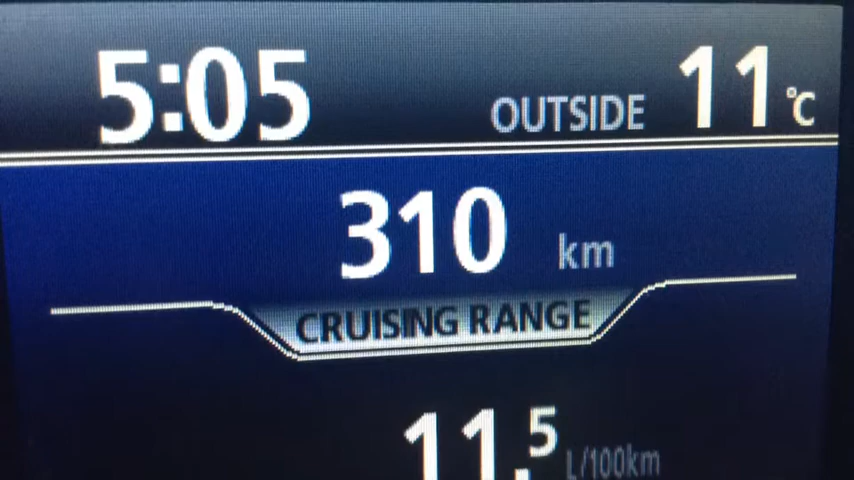 5:05 OUTSIDE 11°C
310 km
CRUISING RANGE
11.5 L/100km